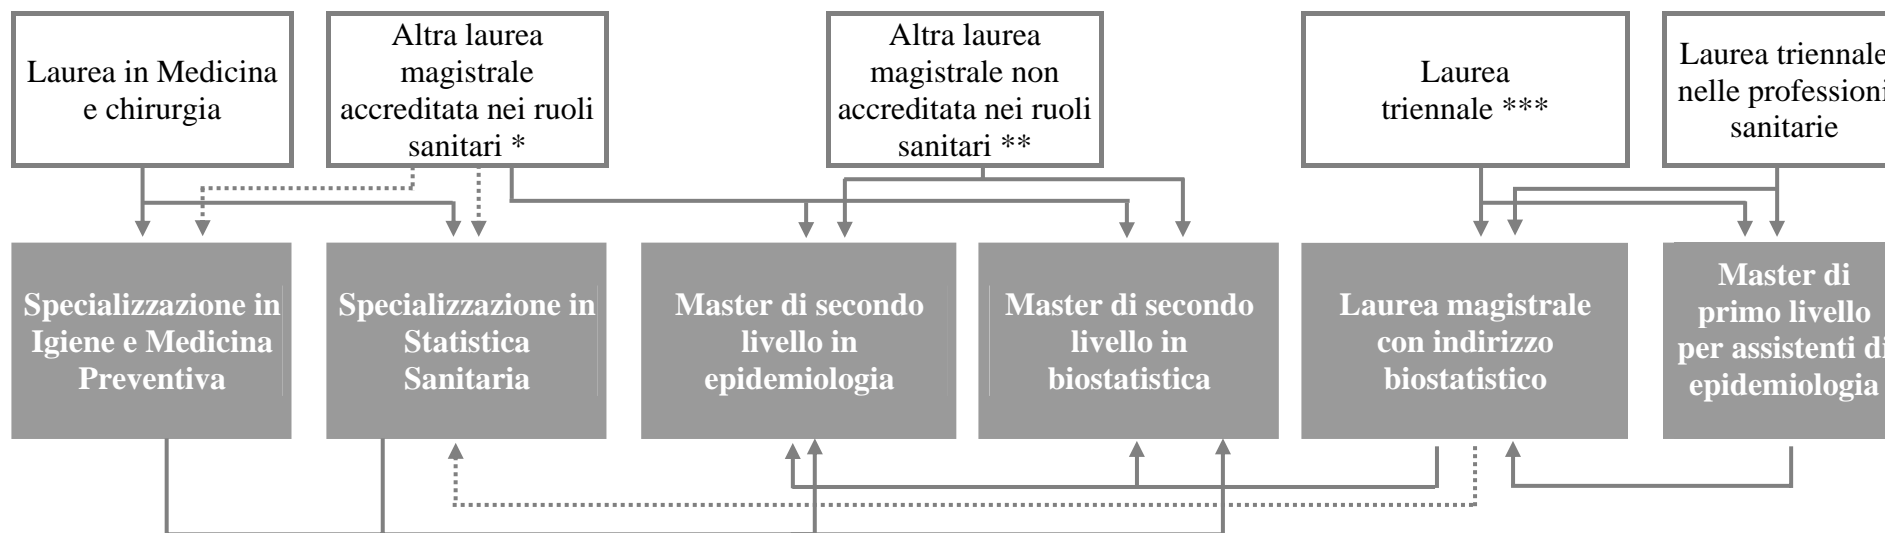 Laurea in Medicina
e chirurgia
Altra laurea
magistrale
accreditata nei ruoli
sanitari *
Altra laurea
magistrale non
accreditata nei ruoli
sanitari **
Laurea
triennale ***
Laurea triennale
nelle professioni
sanitarie
Specializzazione in
Igiene e Medicina
Preventiva
Specializzazione in
Statistica
Sanitaria
Master di secondo
livello in
epidemiologia
Master di secondo
livello in
biostatistica
Laurea magistrale
con indirizzo
biostatistico
Master di
primo livello
per assistenti di
epidemiologia